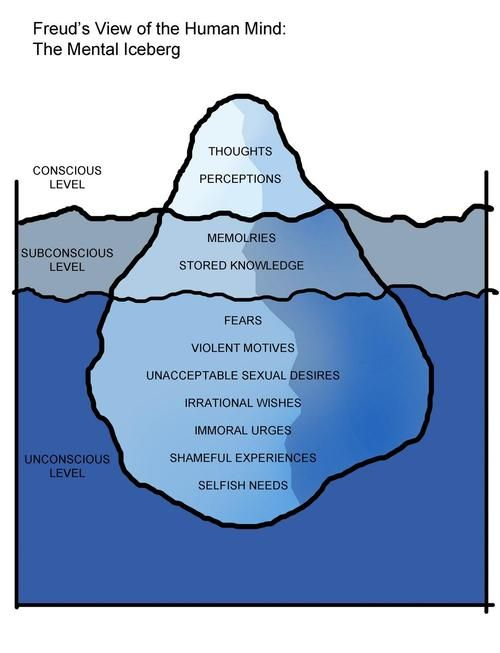 Freud's View of the Human Mind:
The Mental Iceberg
THOUGHTS
CONSCIOUS
LEVEL
PERCEPTIONS
MEMOLRIES
SUBCONSCIOUS
LEVEL
STORED KNOWLEDGE
FEARS
VIOLENT MOTIVES
UNACCEPTABLE SEXUAL DESIRES
IRRATIONAL WISHES
IMMORAL URGES
UNCONSCIOUS
LEVEL
SHAMEFUL EXPERIENCES
SELFISH NEEDS